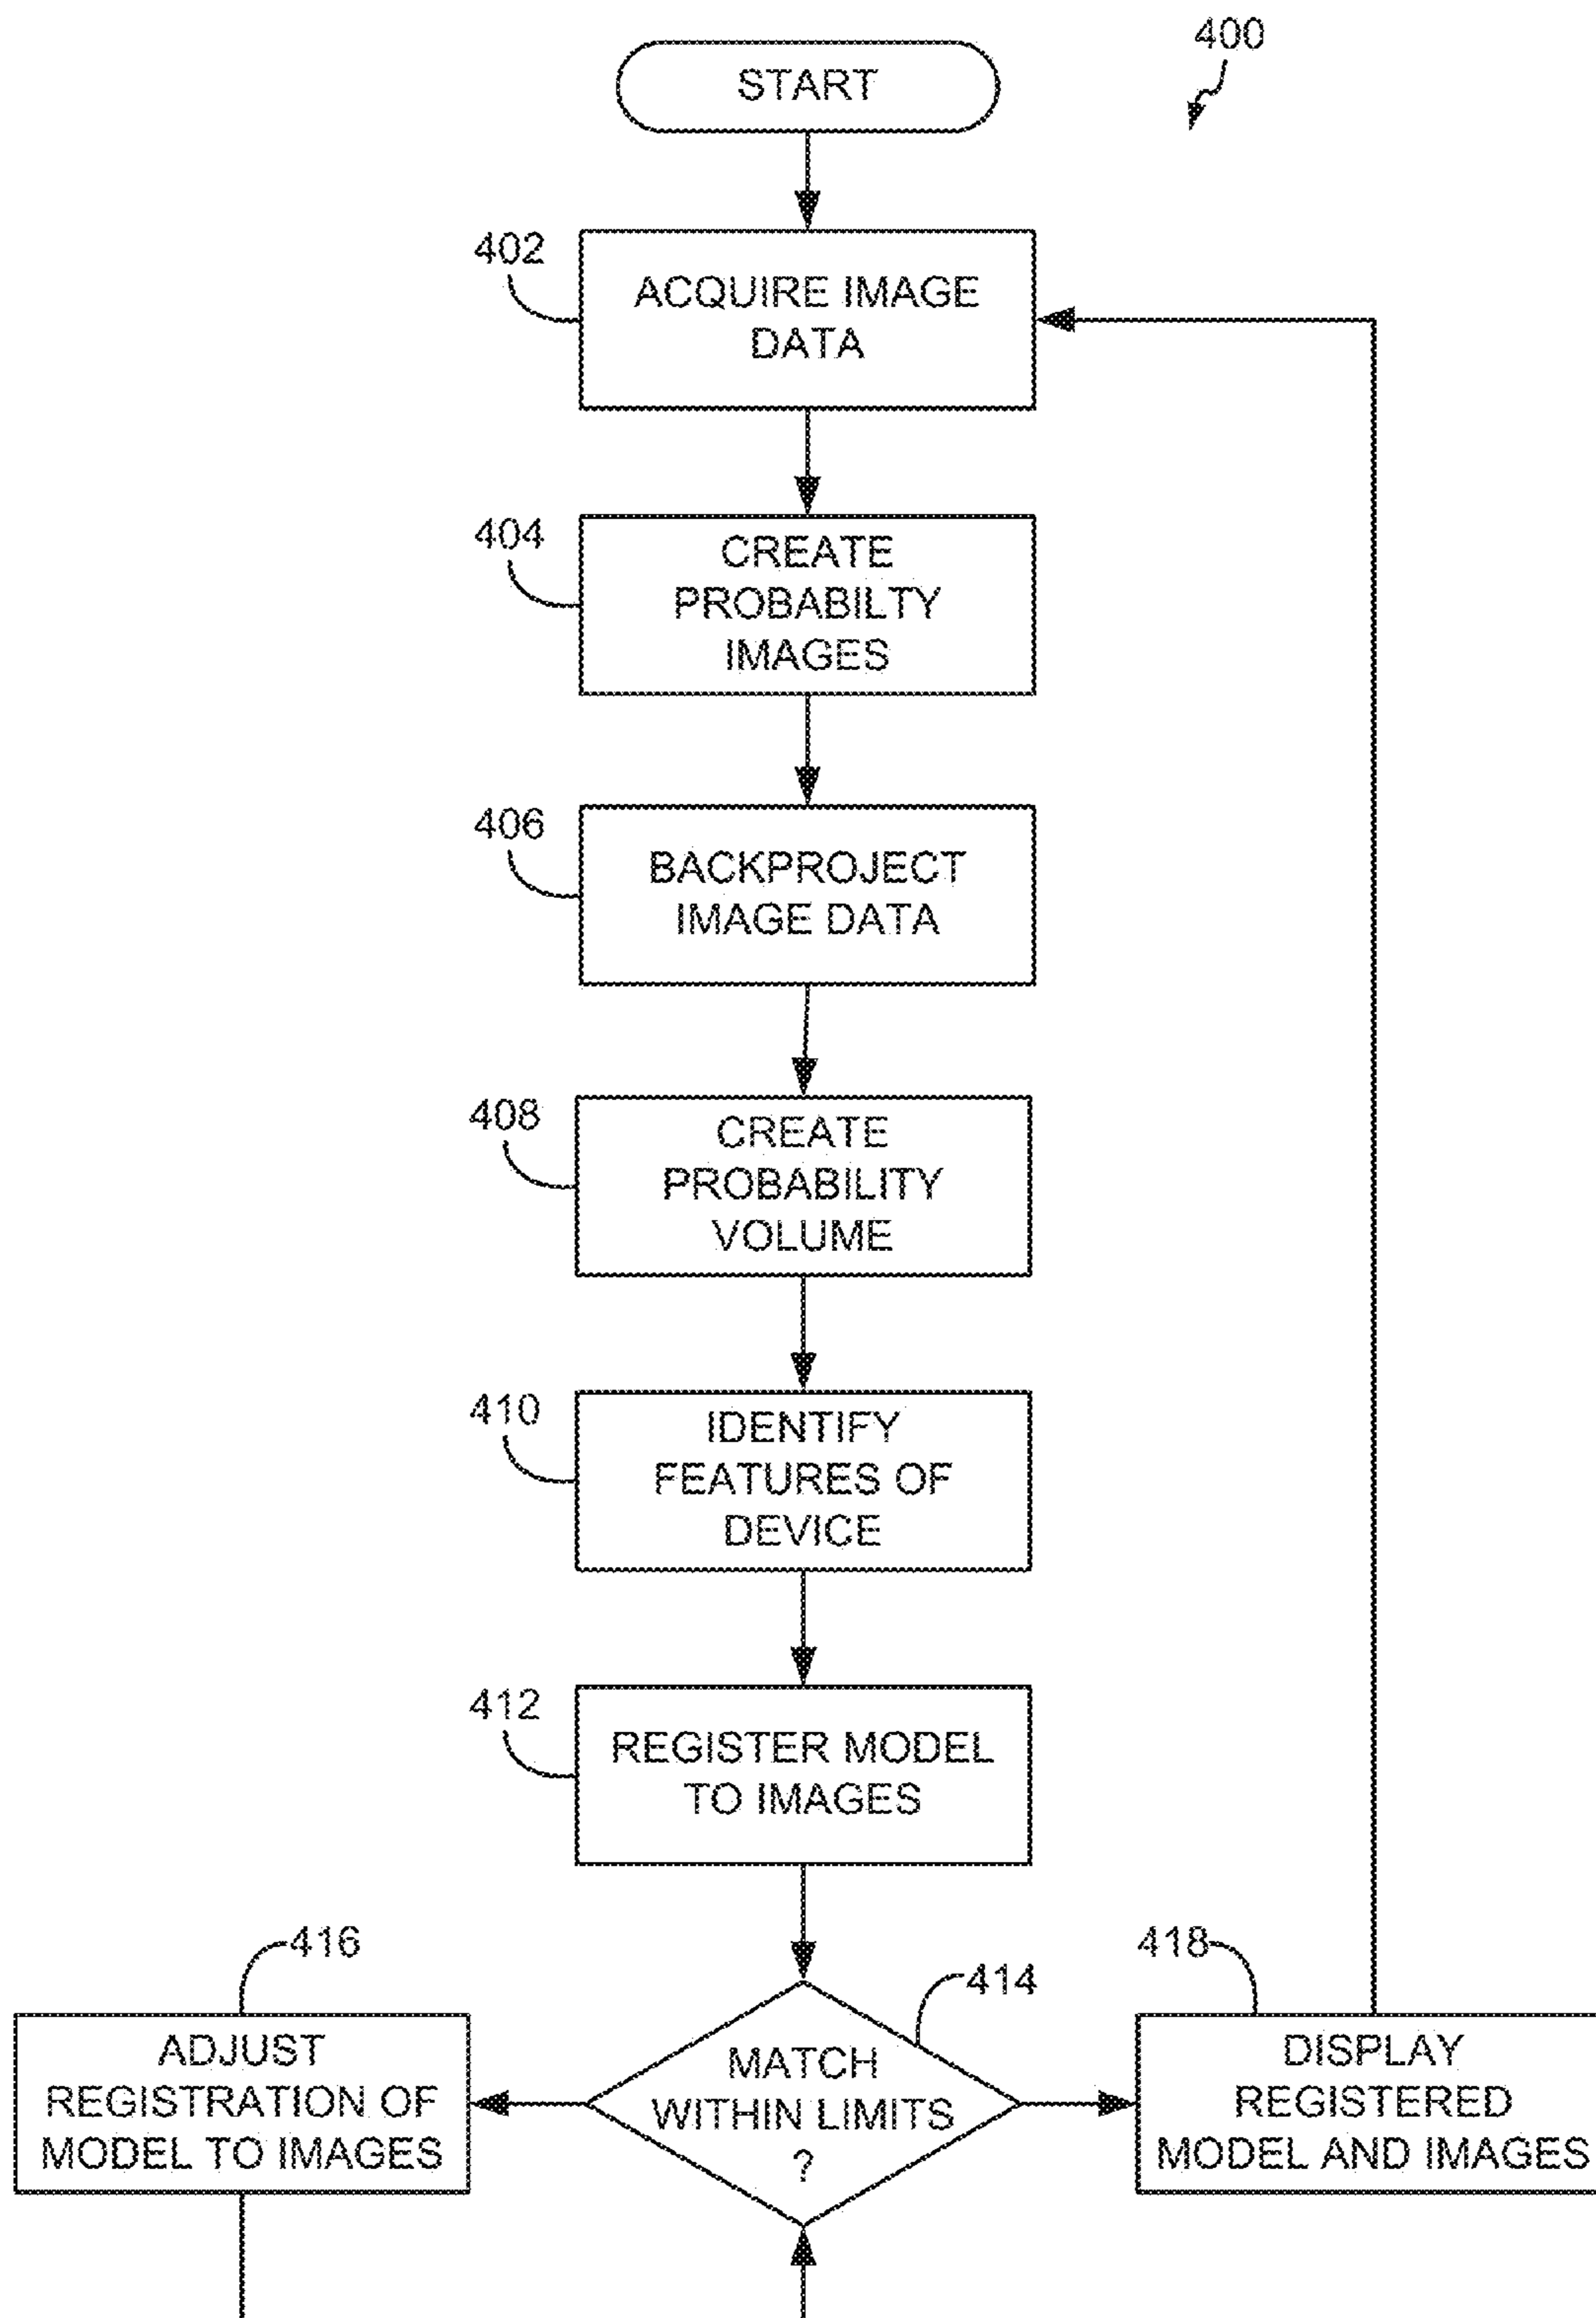 400
START
402
ACQUIRE IMAGE
DATA
404
CREATE
PROBABILTY
IMAGES
406
BACKPROJECT
IMAGE DATA
408
CREATE
PROBABILITY
VOLUME
410
IDENTIFY
FEATURES OF
DEVICE
412
REGISTER MODEL
TO IMAGES
416
ADJUST
REGISTRATION OF
MODEL TO IMAGES
414
MATCH
WITHIN LIMITS
?
418
DISPLAY
REGISTERED
MODEL AND IMAGES